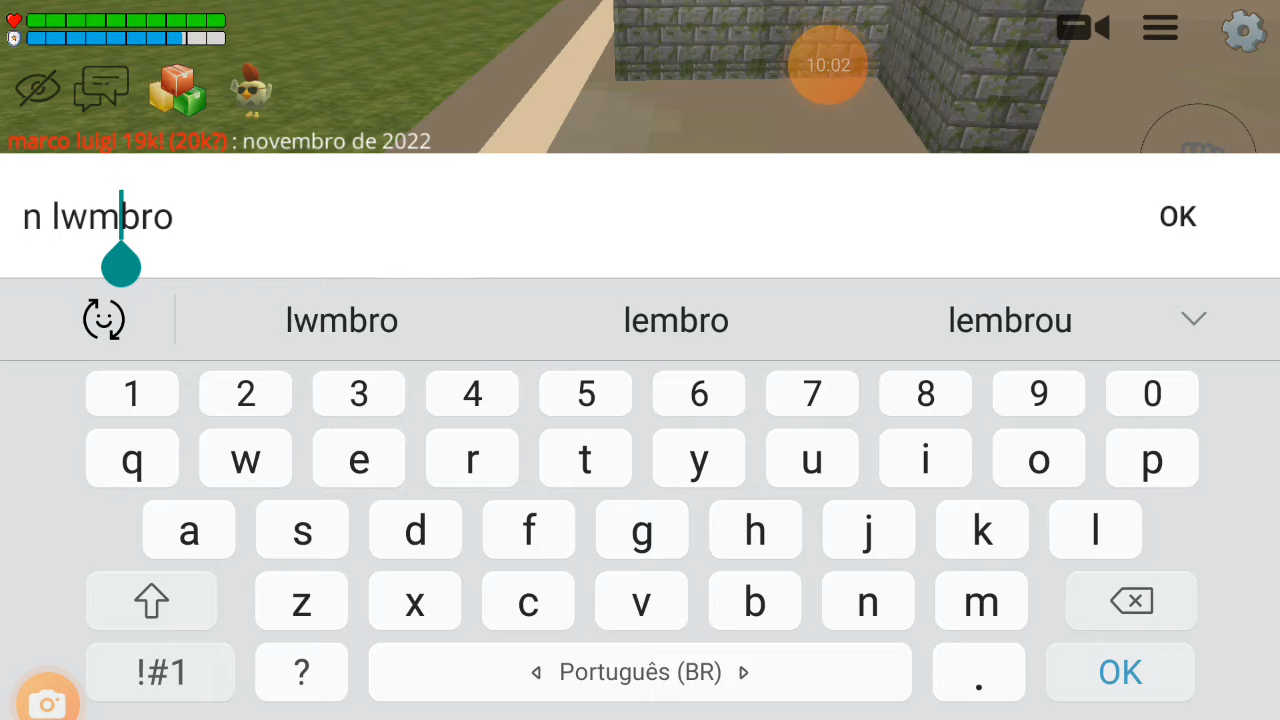 10:02
marco luigi 19k! (20k?) : novembro de 2022
n lwmbro
OK
lwmbro lembro lembrou
1 2 3 4 5 6 7 8 9 0
q w e r t y u i o p
a s d f g h j k l
z x c v b n m
!#1 ? Português (BR) . OK